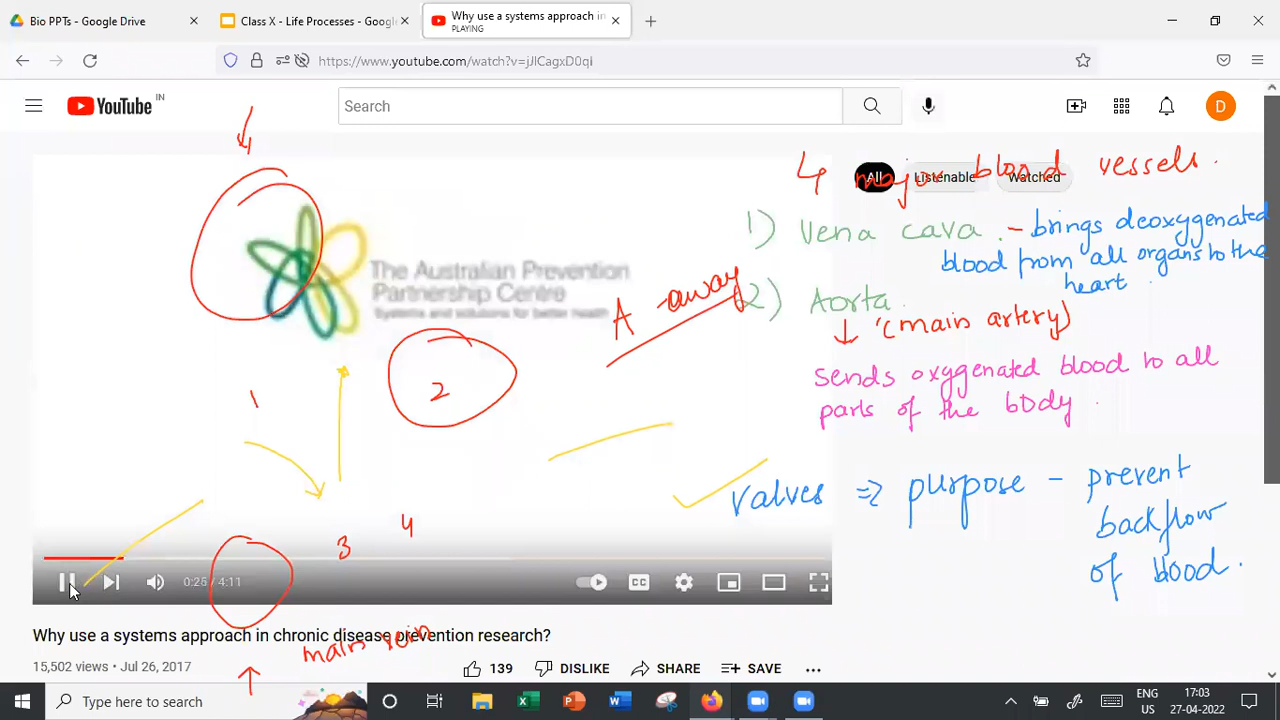 Bio PPTs - Google Drive
Class X - Life Processes - Google
Why use a systems approach in
PLAYING
https://www.youtube.com/watch?v=jJlCagxD0qi
YouTube IN
Search
D
4 major blood vessels.
All
Listenable
Watched
1) Vena cava. - brings deoxygenated
blood from all organs to the
heart.
The Australian Prevention
Partnership Centre
Systems and solutions for better health
A - away
2) Aorta.
↓ (main artery)
Sends oxygenated blood to all
parts of the body.
1
2
3
4
valves ⇒ purpose - prevent
backflow
of blood.
0:25 / 4:11
CC
Why use a systems approach in chronic disease prevention research?
main vein
15,502 views • Jul 26, 2017
139
DISLIKE
SHARE
SAVE
Type here to search
ENG
US
17:03
27-04-2022